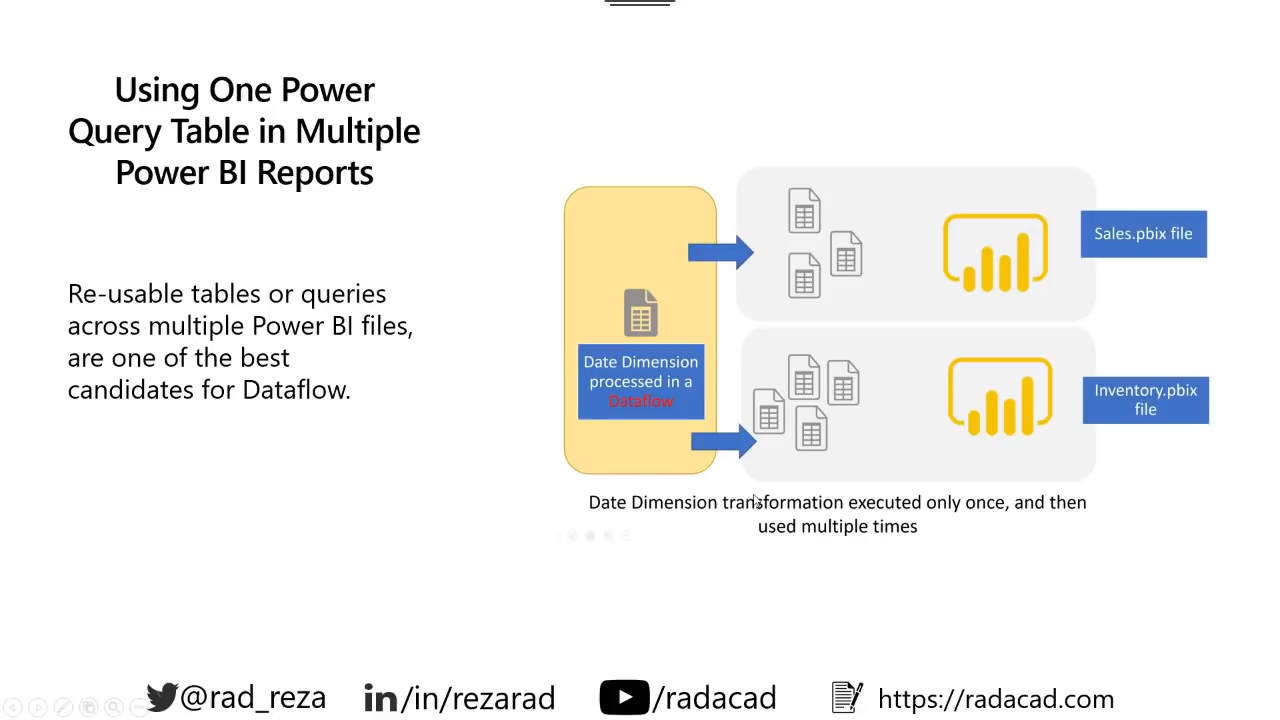 Using One Power
Query Table in Multiple
Power BI Reports
Re-usable tables or queries
across multiple Power BI files,
are one of the best
candidates for Dataflow.
Date Dimension
processed in a
Dataflow
Sales.pbix file
Inventory.pbix
file
Date Dimension transformation executed only once, and then
used multiple times
@rad_reza
in/in/rezarad
/radacad
https://radacad.com